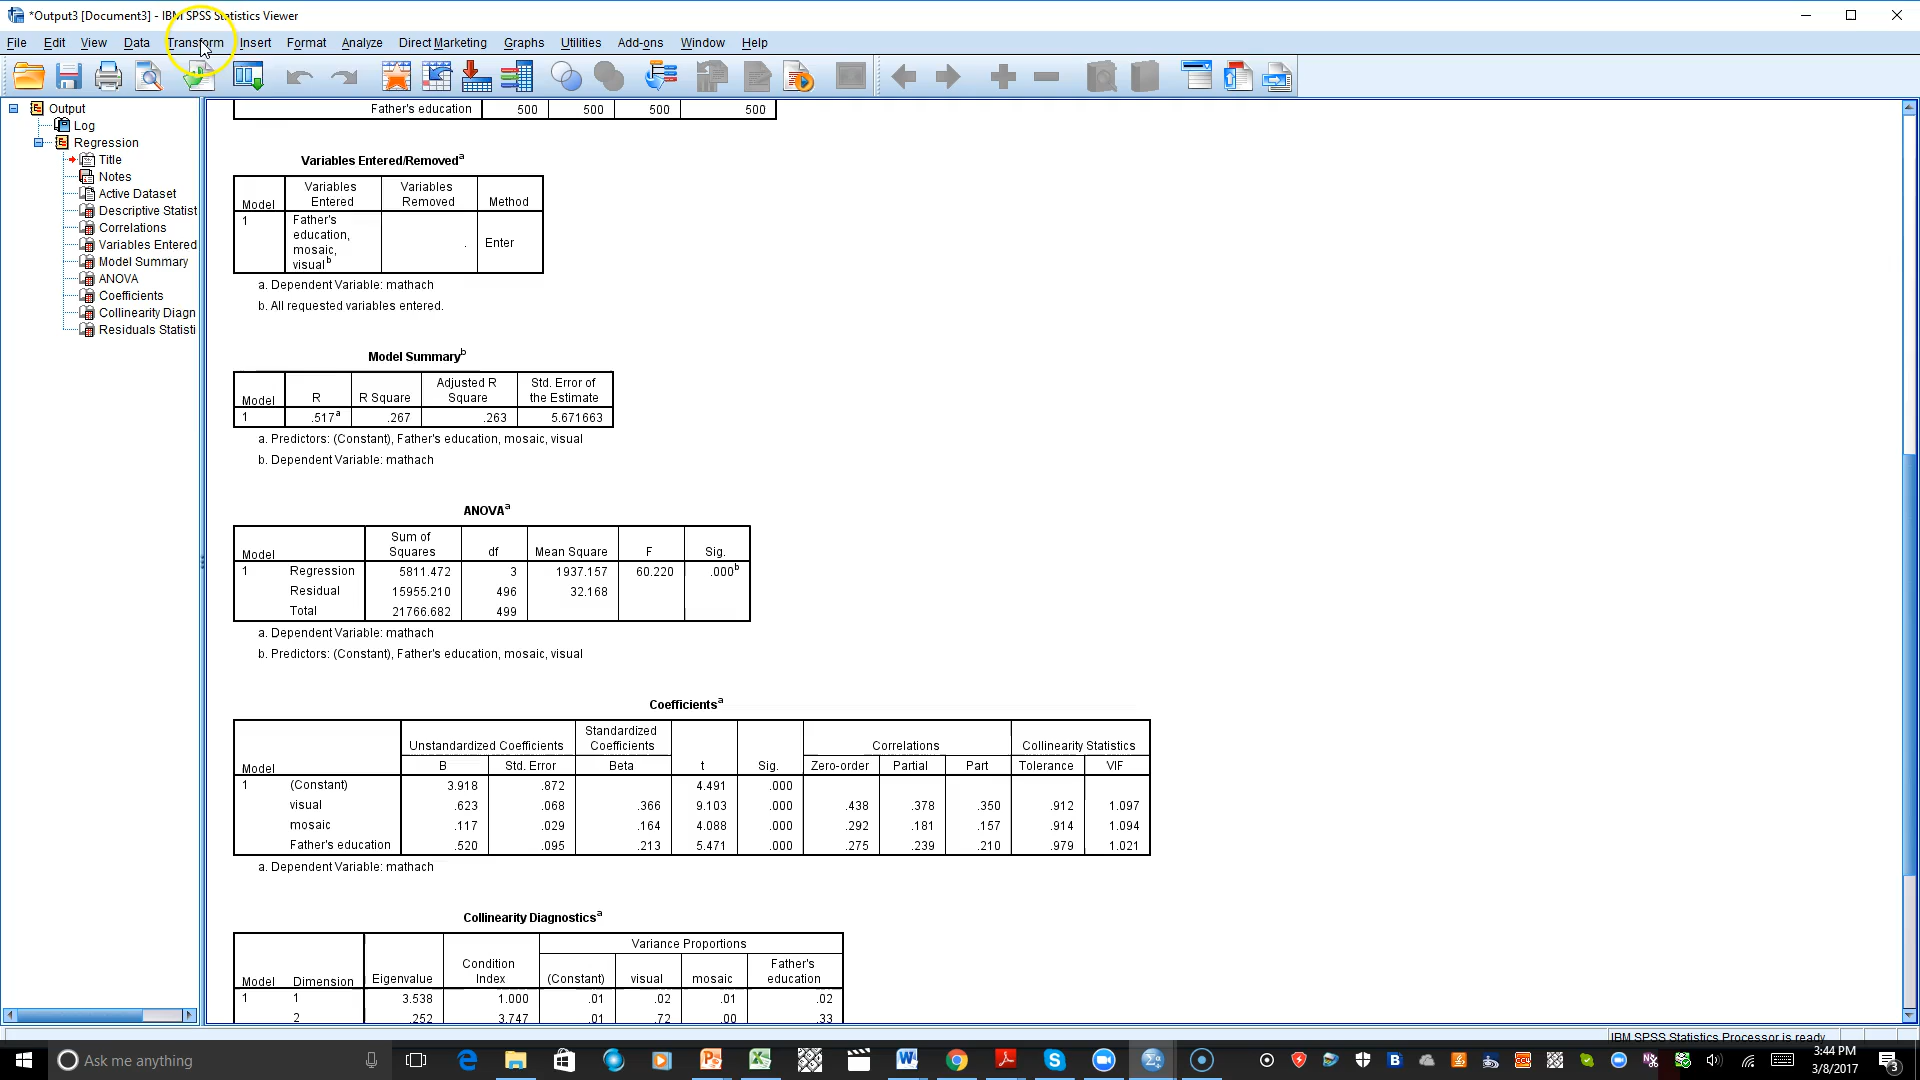 *Output3 [Document3] - IBM SPSS Statistics Viewer
File Edit View Data Transform Insert Format Analyze Direct Marketing Graphs Utilities Add-ons Window Help
Output
Log
Regression
Title
Notes
Active Dataset
Descriptive Statist
Correlations
Variables Entered
Model Summary
ANOVA
Coefficients
Collinearity Diagn
Residuals Statisti
Father's education 500 500 500 500
Variables Entered/Removed a
Model Variables Entered Variables Removed Method
1 Father's education, mosaic, visual b . Enter
a. Dependent Variable: mathach
b. All requested variables entered.
Model Summary b
Model R R Square Adjusted R Square Std. Error of the Estimate
1 .517a .267 .263 5.671663
a. Predictors: (Constant), Father's education, mosaic, visual
b. Dependent Variable: mathach
ANOVA a
Model Sum of Squares df Mean Square F Sig.
1 Regression 5811.472 3 1937.157 60.220 .000b
Residual 15955.210 496 32.168
Total 21766.682 499
a. Dependent Variable: mathach
b. Predictors: (Constant), Father's education, mosaic, visual
Coefficients a
Model Unstandardized Coefficients Standardized Coefficients t Sig. Correlations Collinearity Statistics
B Std. Error Beta Zero-order Partial Part Tolerance VIF
1 (Constant) 3.918 .872 4.491 .000
visual .623 .068 .366 9.103 .000 .438 .378 .350 .912 1.097
mosaic .117 .029 .164 4.088 .000 .292 .181 .157 .914 1.094
Father's education .520 .095 .213 5.471 .000 .275 .239 .210 .979 1.021
a. Dependent Variable: mathach
Collinearity Diagnostics a
Model Dimension Eigenvalue Condition Index Variance Proportions
(Constant) visual mosaic Father's education
1 1 3.538 1.000 .01 .02 .01 .02
2 .252 3.747 .01 .72 .00 .33
IBM SPSS Statistics Processor is ready
Ask me anything
3:44 PM
3/8/2017
3